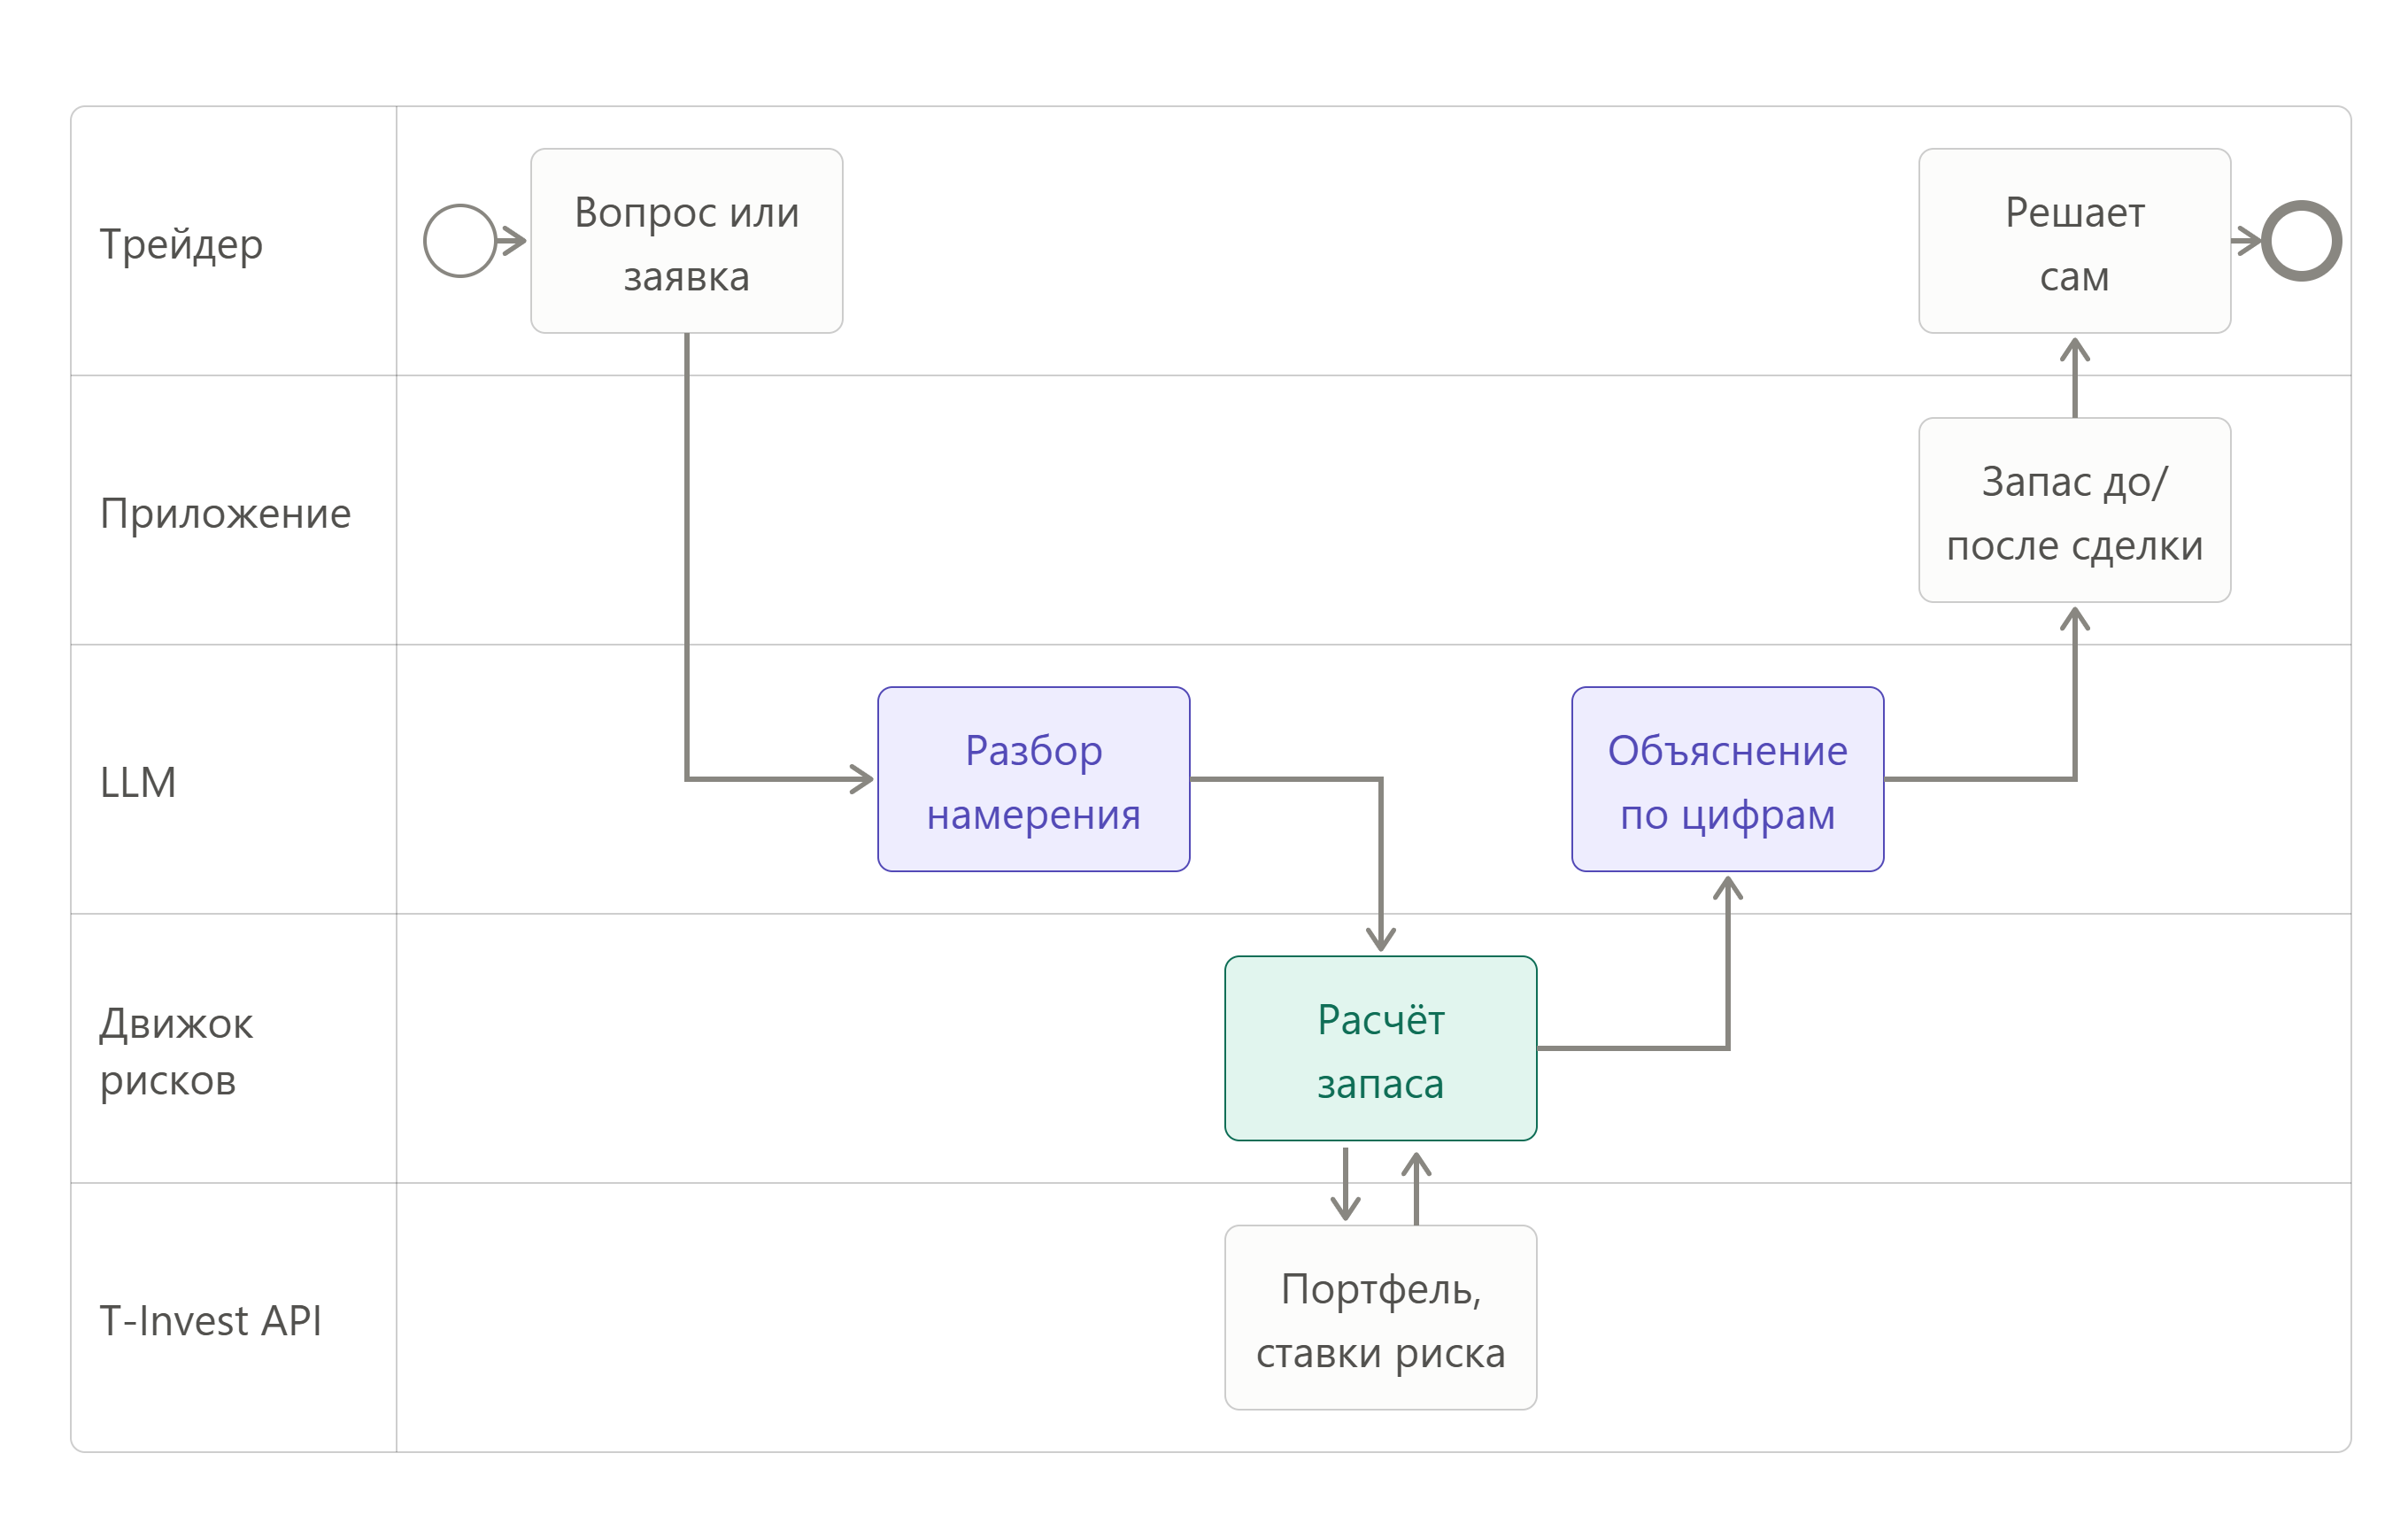 Трейдер
Вопрос или
заявка
Решает
сам
Приложение
Запас до/
после сделки
LLM
Разбор
намерения
Объяснение
по цифрам
Движок
рисков
Расчёт
запаса
T-Invest API
Портфель,
ставки риска